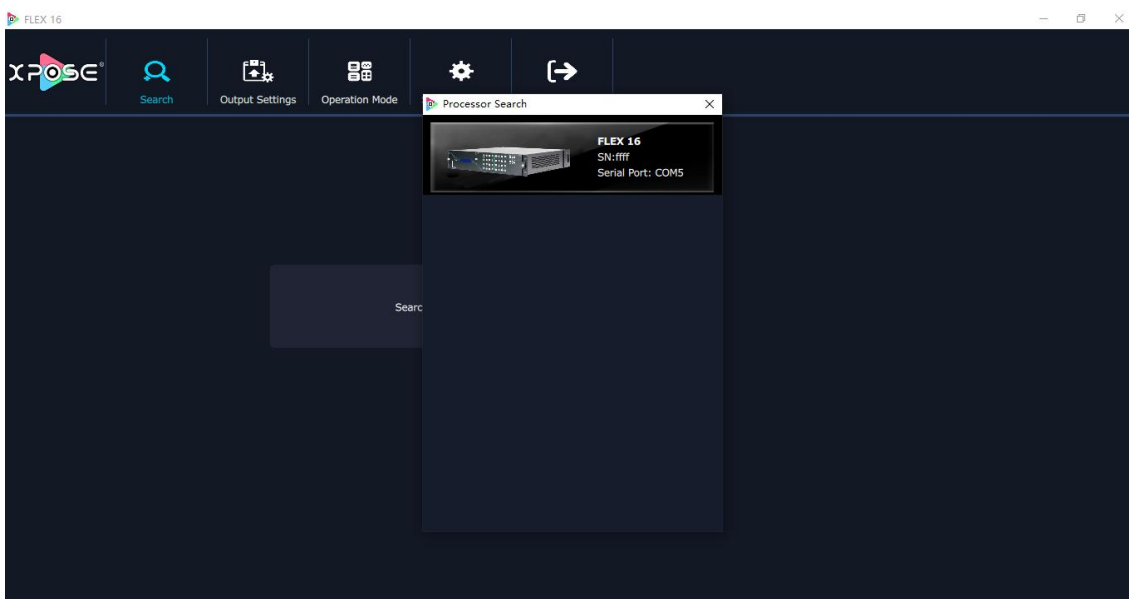 FLEX 16
XPOSE®
Search
Output Settings
Operation Mode
Processor Search
FLEX 16
SN:ffff
Serial Port: COM5
Searc